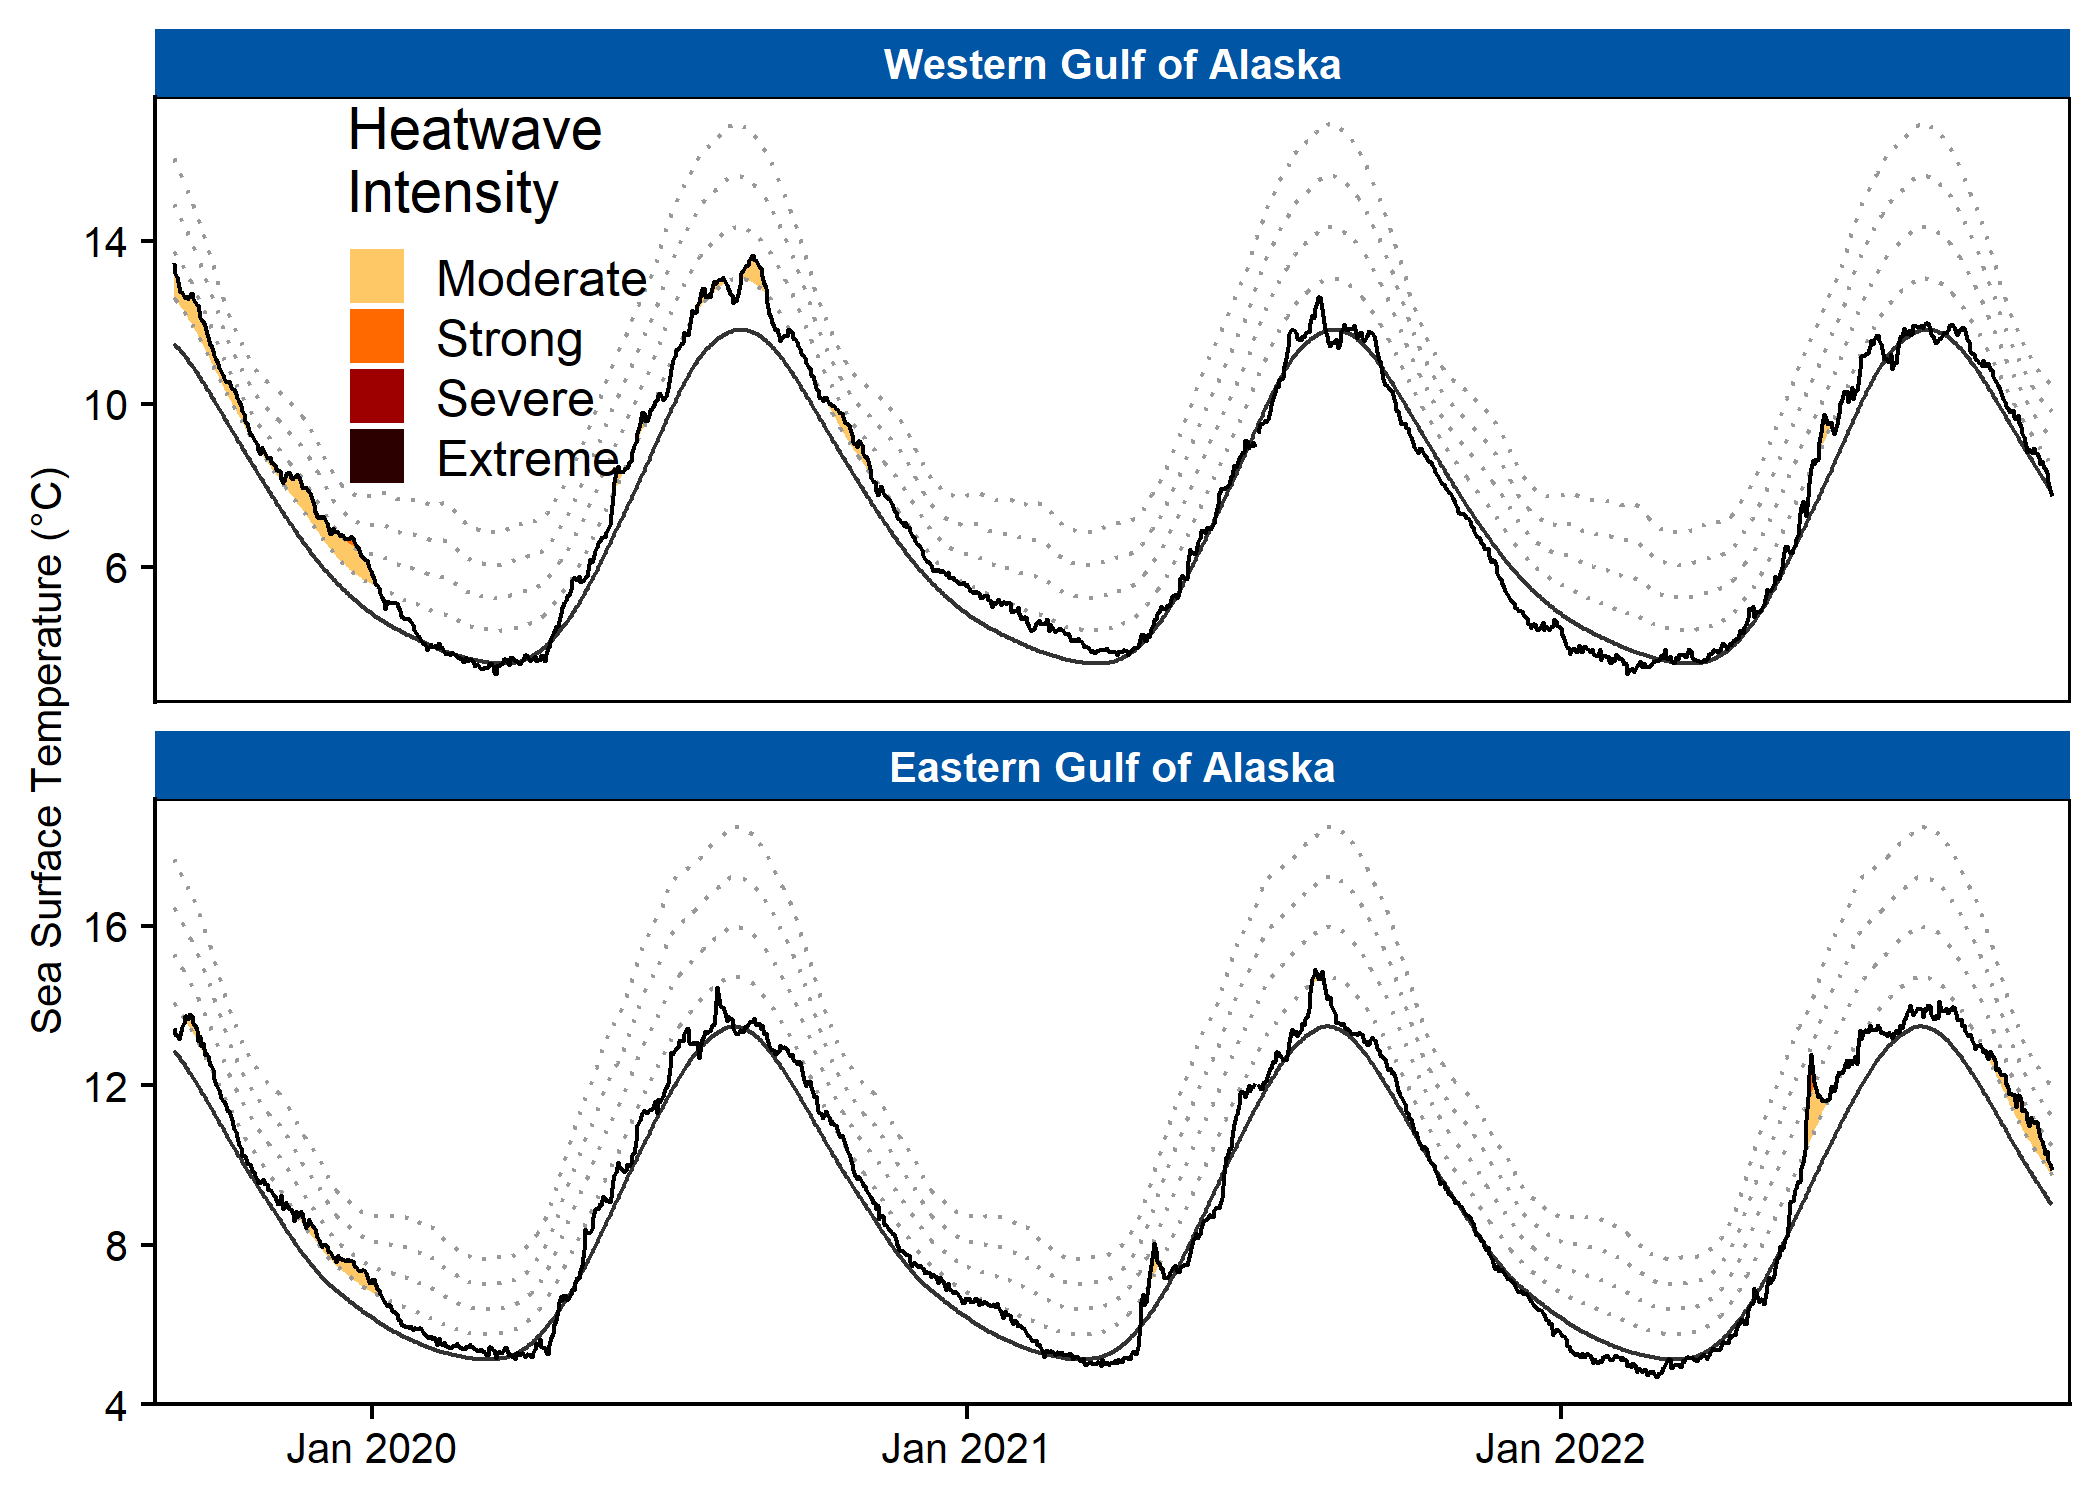 Western Gulf of Alaska
Heatwave
Intensity
Moderate
Strong
Severe
Extreme
14
10
6
Sea Surface Temperature (°C)
Eastern Gulf of Alaska
16
12
8
4
Jan 2020
Jan 2021
Jan 2022